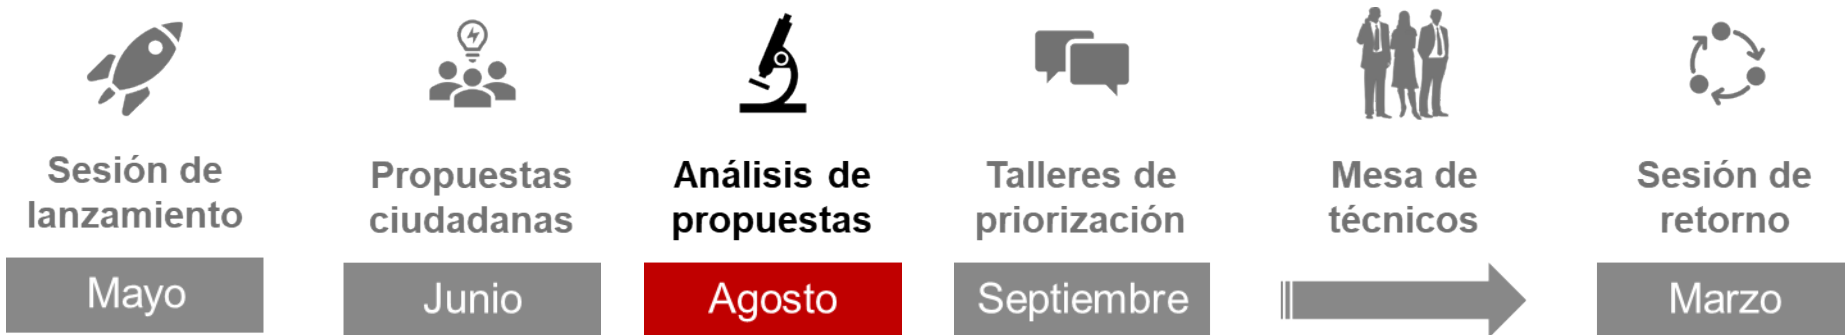 Sesión de
lanzamiento
Mayo
Propuestas
ciudadanas
Junio
Análisis de
propuestas
Agosto
Talleres de
priorización
Septiembre
Mesa de
técnicos
Sesión de
retorno
Marzo